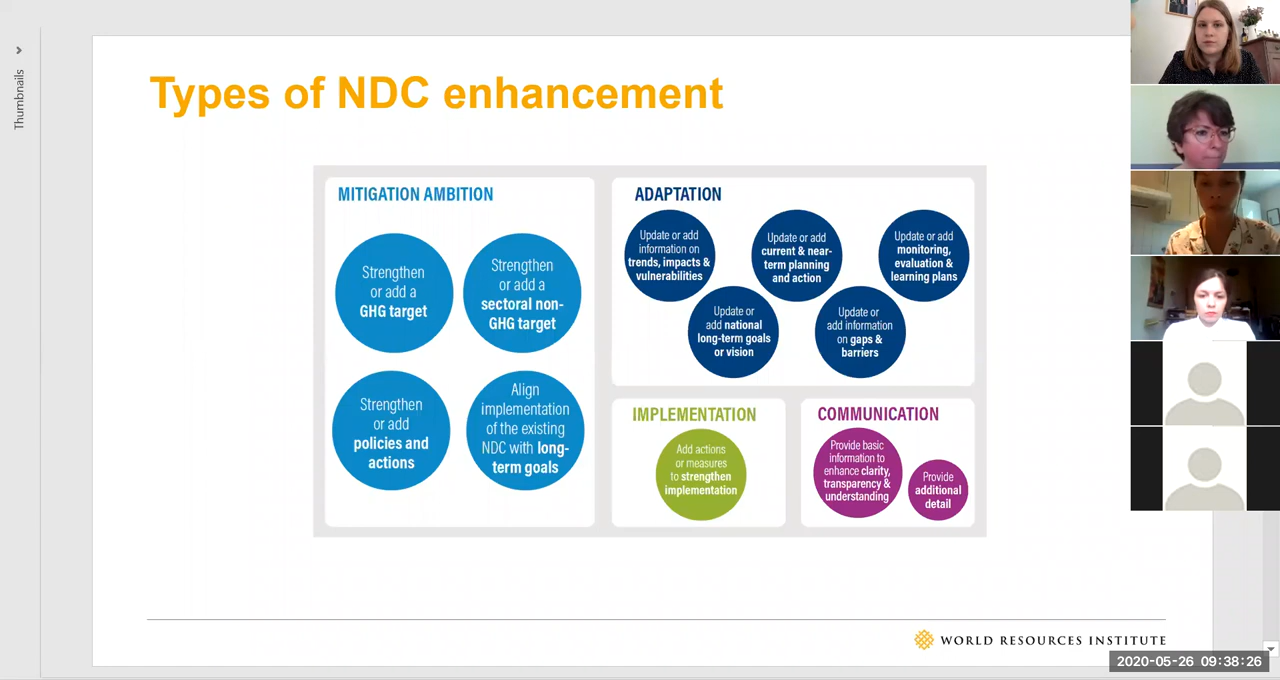 Thumbnails
Types of NDC enhancement
MITIGATION AMBITION
Strengthen
or add a
GHG target
Strengthen
or add a
sectoral non-
GHG target
Strengthen
or add
policies and
actions
Align
implementation
of the existing
NDC with long-
term goals
ADAPTATION
Update or add
information on
trends, impacts &
vulnerabilities
Update or add
current & near-
term planning
and action
Update or add
monitoring,
evaluation &
learning plans
Update or
add national
long-term goals
or vision
Update or
add information
on gaps &
barriers
IMPLEMENTATION
Add actions
or measures
to strengthen
implementation
COMMUNICATION
Provide basic
information to
enhance clarity,
transparency &
understanding
Provide
additional
detail
WORLD RESOURCES INSTITUTE
2020-05-26 09:38:26